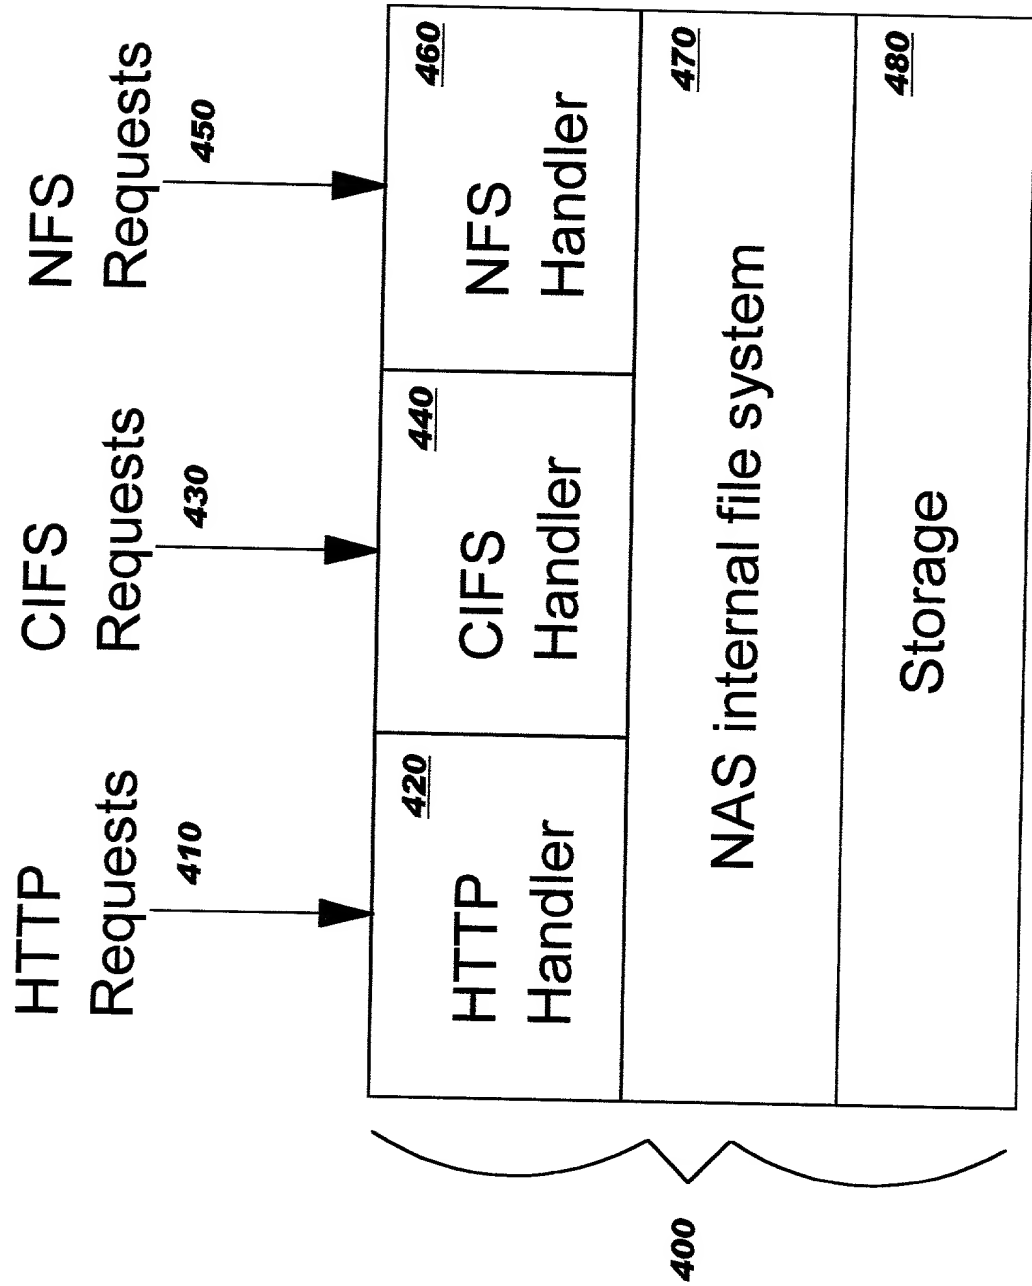 HTTP
Requests
410
CIFS
Requests
430
NFS
Requests
450
420
HTTP
Handler
440
CIFS
Handler
460
NFS
Handler
470
NAS internal file system
480
Storage
400